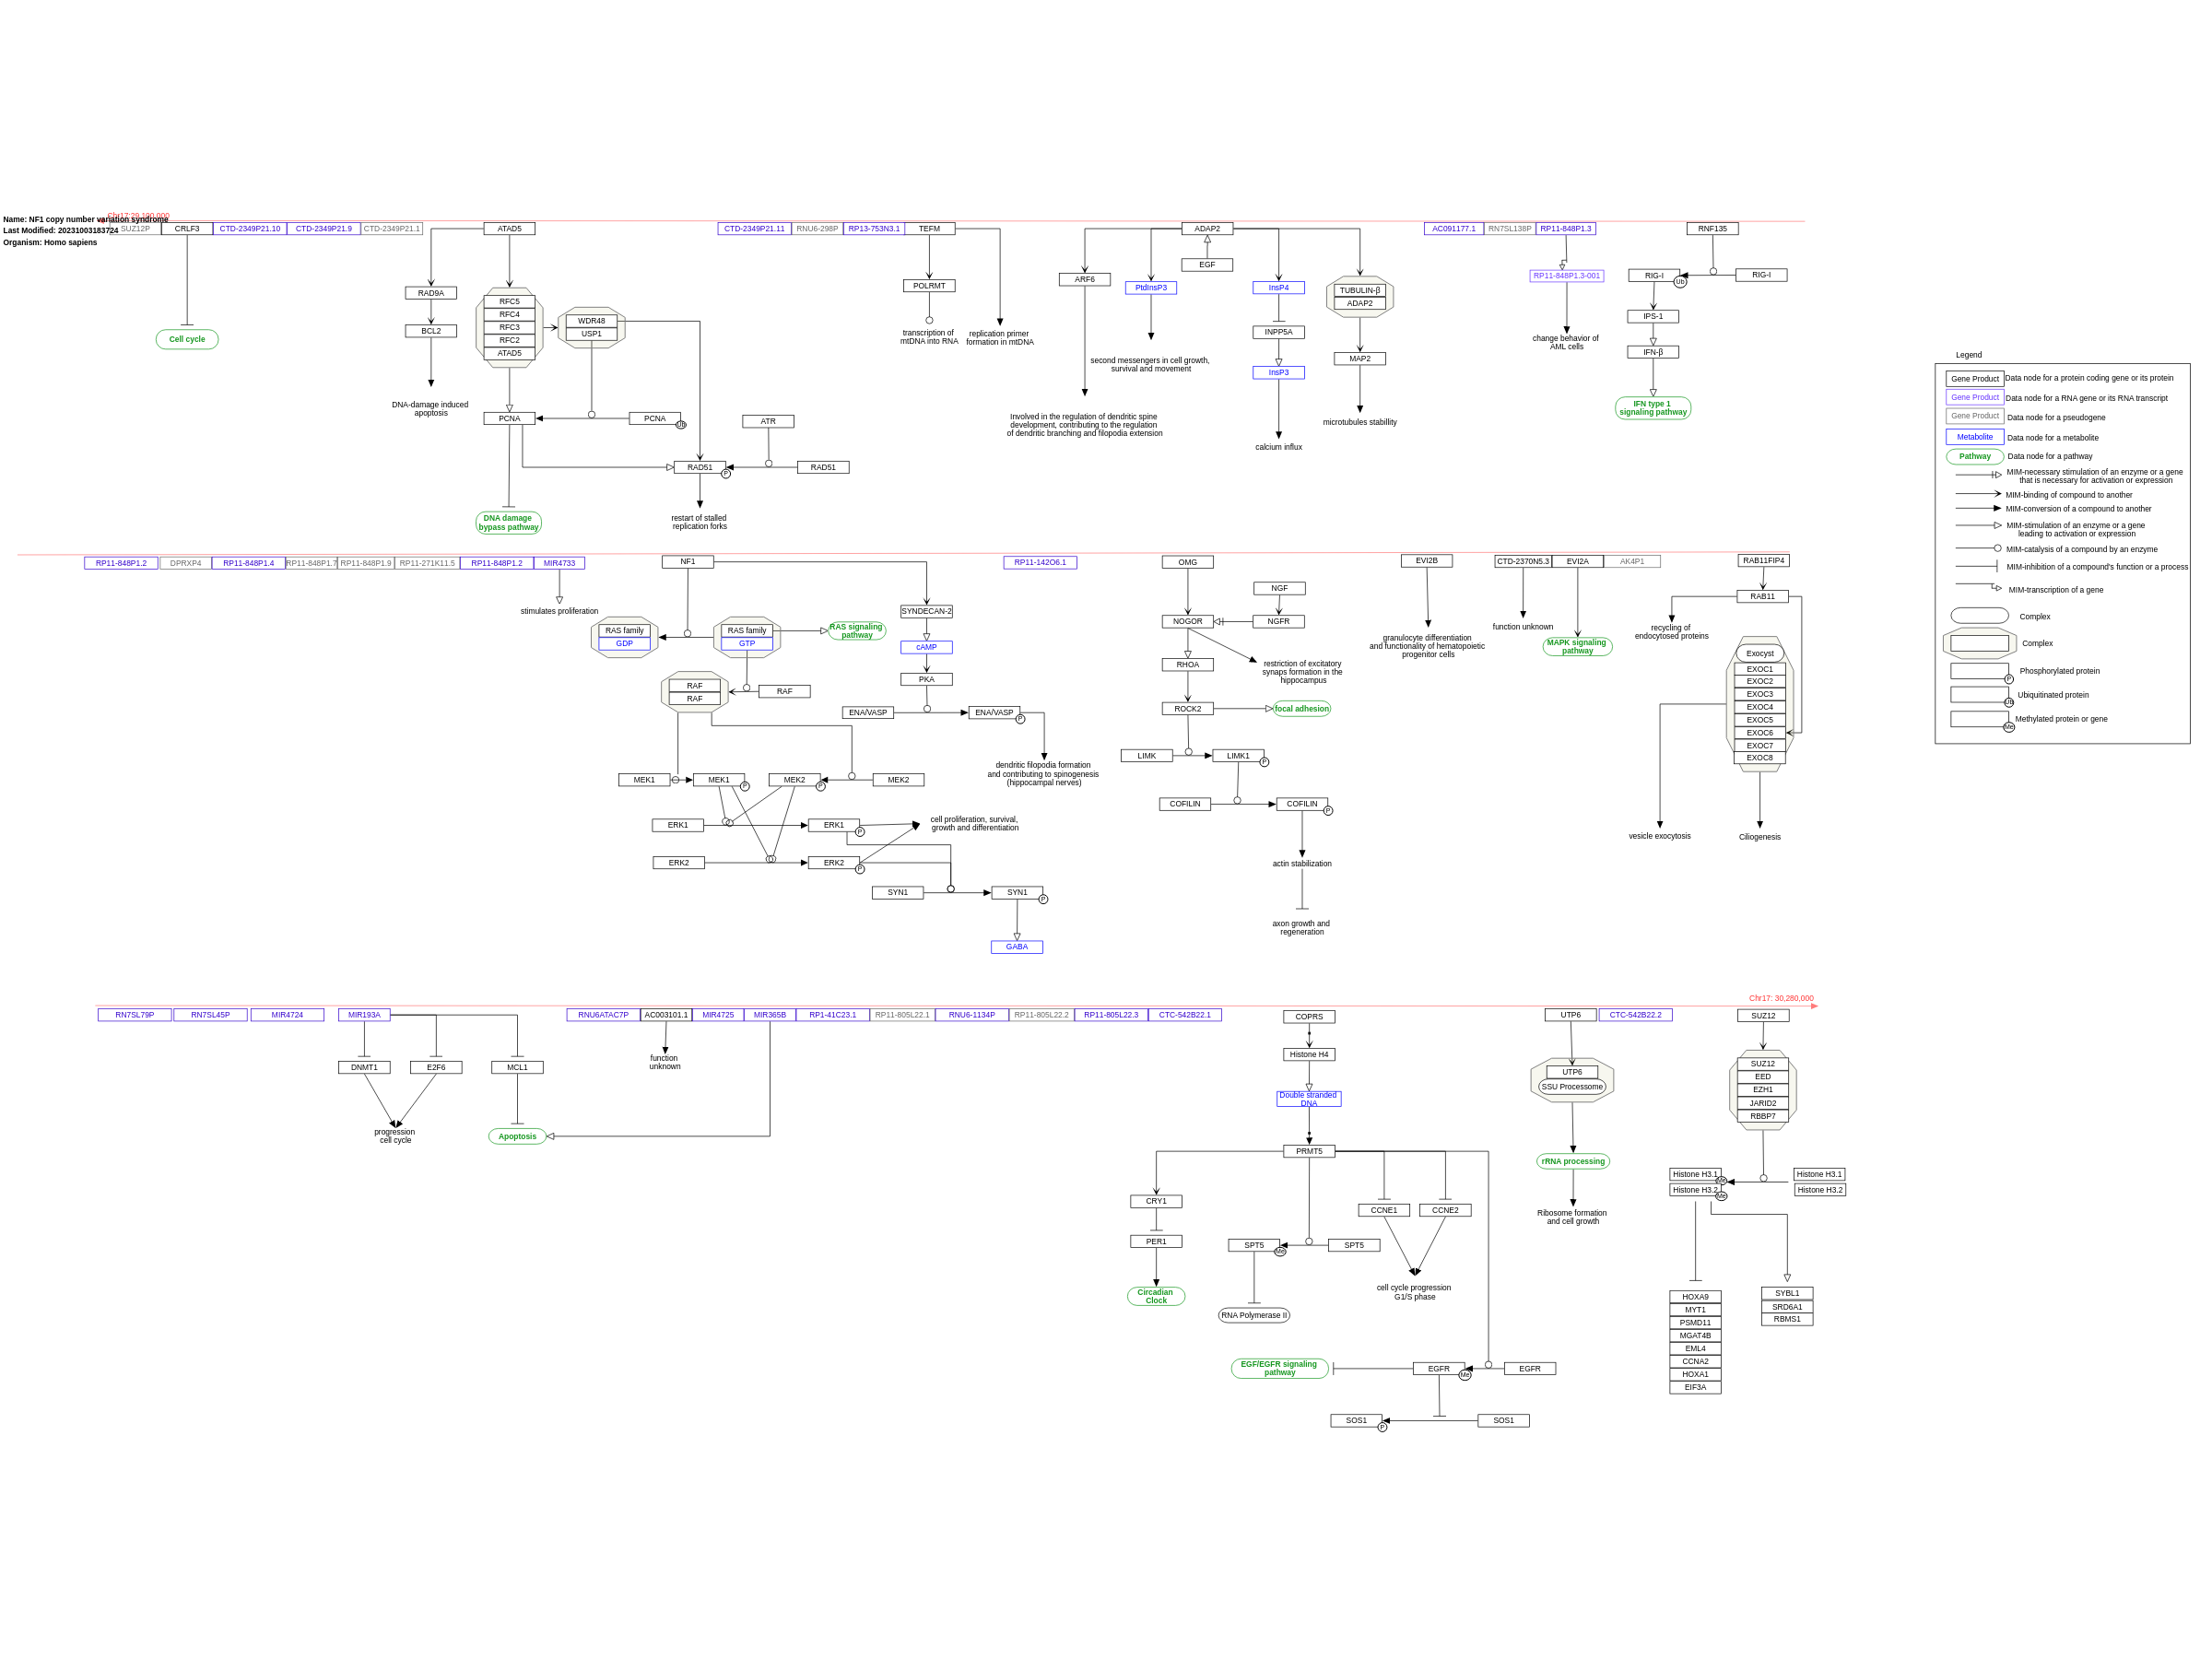 Chr17:29,190,000
Name: NF1 copy number variation syndrome
Last Modified: 20231003183724
Organism: Homo sapiens
SUZ12P
CRLF3
CTD-2349P21.10
CTD-2349P21.9
CTD-2349P21.1
ATAD5
CTD-2349P21.11
RNU6-298P
RP13-753N3.1
TEFM
ADAP2
AC091177.1
RN7SL138P
RP11-848P1.3
RNF135
Cell cycle
RAD9A
BCL2
DNA-damage induced
apoptosis
RFC5
RFC4
RFC3
RFC2
ATAD5
WDR48
USP1
PCNA
PCNA
Ub
ATR
RAD51
P
RAD51
DNA damage
bypass pathway
restart of stalled
replication forks
POLRMT
transcription of
mtDNA into RNA
replication primer
formation in mtDNA
EGF
ARF6
PtdInsP3
InsP4
TUBULIN-β
ADAP2
INPP5A
InsP3
MAP2
second messengers in cell growth,
survival and movement
Involved in the regulation of dendritic spine
development, contributing to the regulation
of dendritic branching and filopodia extension
calcium influx
microtubules stabillity
RP11-848P1.3-001
change behavior of
AML cells
RIG-I
Ub
RIG-I
IPS-1
IFN-β
IFN type 1
signaling pathway
Legend
Gene Product
Data node for a protein coding gene or its protein
Gene Product
Data node for a RNA gene or its RNA transcript
Gene Product
Data node for a pseudogene
Metabolite
Data node for a metabolite
Pathway
Data node for a pathway
MIM-necessary stimulation of an enzyme or a gene
that is necessary for activation or expression
MIM-binding of compound to another
MIM-conversion of a compound to another
MIM-stimulation of an enzyme or a gene
leading to activation or expression
MIM-catalysis of a compound by an enzyme
MIM-inhibition of a compound's function or a process
MIM-transcription of a gene
Complex
Complex
Phosphorylated protein
P
Ubiquitinated protein
Ub
Methylated protein or gene
Me
RP11-848P1.2
DPRXP4
RP11-848P1.4
RP11-848P1.7
RP11-848P1.9
RP11-271K11.5
RP11-848P1.2
MIR4733
NF1
RP11-142O6.1
OMG
EVI2B
CTD-2370N5.3
EVI2A
AK4P1
RAB11FIP4
stimulates proliferation
RAS family
GDP
RAS family
GTP
RAS signaling
pathway
RAF
RAF
RAF
SYNDECAN-2
cAMP
PKA
ENA/VASP
ENA/VASP
P
dendritic filopodia formation
and contributing to spinogenesis
(hippocampal nerves)
MEK1
MEK1
P
MEK2
P
MEK2
ERK1
ERK1
P
ERK2
ERK2
P
cell proliferation, survival,
growth and differentiation
SYN1
SYN1
P
GABA
NGF
NOGOR
NGFR
RHOA
restriction of excitatory
synaps formation in the
hippocampus
ROCK2
focal adhesion
LIMK
LIMK1
P
COFILIN
COFILIN
P
actin stabilization
axon growth and
regeneration
granulocyte differentiation
and functionality of hematopoietic
progenitor cells
function unknown
MAPK signaling
pathway
RAB11
recycling of
endocytosed proteins
Exocyst
EXOC1
EXOC2
EXOC3
EXOC4
EXOC5
EXOC6
EXOC7
EXOC8
vesicle exocytosis
Ciliogenesis
Chr17: 30,280,000
RN7SL79P
RN7SL45P
MIR4724
MIR193A
RNU6ATAC7P
AC003101.1
MIR4725
MIR365B
RP1-41C23.1
RP11-805L22.1
RNU6-1134P
RP11-805L22.2
RP11-805L22.3
CTC-542B22.1
COPRS
UTP6
CTC-542B22.2
SUZ12
DNMT1
E2F6
MCL1
progression
cell cycle
Apoptosis
function
unknown
Histone H4
Double stranded
DNA
PRMT5
CRY1
PER1
Circadian
Clock
SPT5
Me
SPT5
RNA Polymerase II
CCNE1
CCNE2
cell cycle progression
G1/S phase
EGF/EGFR signaling
pathway
EGFR
Me
EGFR
SOS1
P
SOS1
UTP6
SSU Processome
rRNA processing
Ribosome formation
and cell growth
SUZ12
EED
EZH1
JARID2
RBBP7
Histone H3.1
Me
Histone H3.2
Me
Histone H3.1
Histone H3.2
HOXA9
MYT1
PSMD11
MGAT4B
EML4
CCNA2
HOXA1
EIF3A
SYBL1
SRD6A1
RBMS1